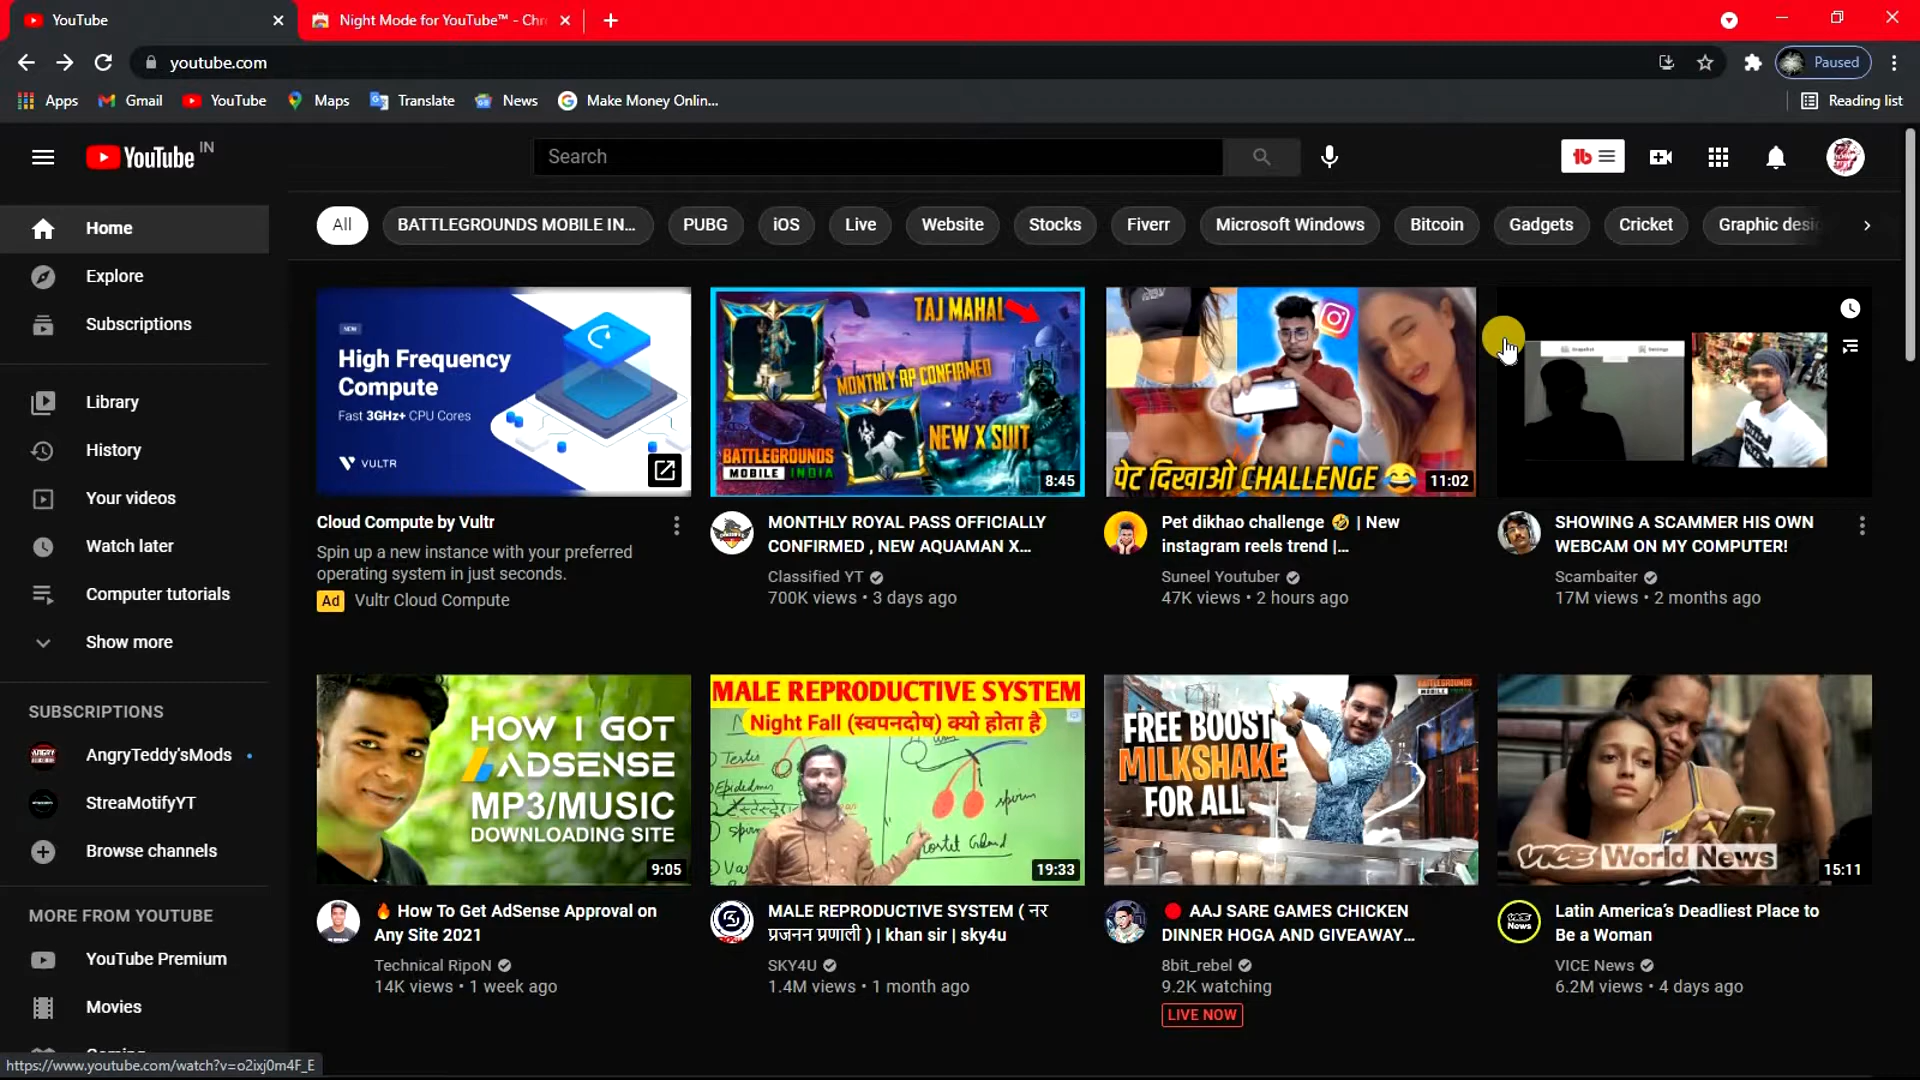 YouTube
Night Mode for YouTube™ - Chr
youtube.com
Paused
Apps
Gmail
YouTube
Maps
Translate
News
Make Money Onlin...
Reading list
YouTube IN
Search
Home
Explore
Subscriptions
Library
History
Your videos
Watch later
Computer tutorials
Show more
SUBSCRIPTIONS
AngryTeddy'sMods
StreaMotifyYT
Browse channels
MORE FROM YOUTUBE
YouTube Premium
Movies
All
BATTLEGROUNDS MOBILE IN...
PUBG
iOS
Live
Website
Stocks
Fiverr
Microsoft Windows
Bitcoin
Gadgets
Cricket
Graphic desi
NEW
High Frequency
Compute
Fast 3GHz+ CPU Cores
VULTR
Cloud Compute by Vultr
Spin up a new instance with your preferred
operating system in just seconds.
Ad Vultr Cloud Compute
TAJ MAHAL
MONTHLY RP CONFIRMED
NEW X SUIT
BATTLEGROUNDS
MOBILE INDIA
8:45
MONTHLY ROYAL PASS OFFICIALLY
CONFIRMED , NEW AQUAMAN X...
Classified YT
700K views • 3 days ago
पेट दिखाओ CHALLENGE 😂
11:02
Pet dikhao challenge 🤣 | New
instagram reels trend |...
Suneel Youtuber
47K views • 2 hours ago
Snapshot
Settings
SHOWING A SCAMMER HIS OWN
WEBCAM ON MY COMPUTER!
Scambaiter
17M views • 2 months ago
HOW I GOT
ADSENSE
MP3/MUSIC
DOWNLOADING SITE
9:05
🔥 How To Get AdSense Approval on
Any Site 2021
Technical RipoN
14K views • 1 week ago
MALE REPRODUCTIVE SYSTEM
Night Fall (स्वपनदोष) क्यो होता है
Testis
19:33
MALE REPRODUCTIVE SYSTEM ( नर
प्रजनन प्रणाली ) | khan sir | sky4u
SKY4U
1.4M views • 1 month ago
BATTLEGROUNDS
MOBILE INDIA
FREE BOOST
MILKSHAKE
FOR ALL
🔴 AAJ SARE GAMES CHICKEN
DINNER HOGA AND GIVEAWAY...
8bit_rebel
9.2K watching
LIVE NOW
VICE World News
15:11
VICE
News
Latin America's Deadliest Place to
Be a Woman
VICE News
6.2M views • 4 days ago
https://www.youtube.com/watch?v=o2ixj0m4F_E